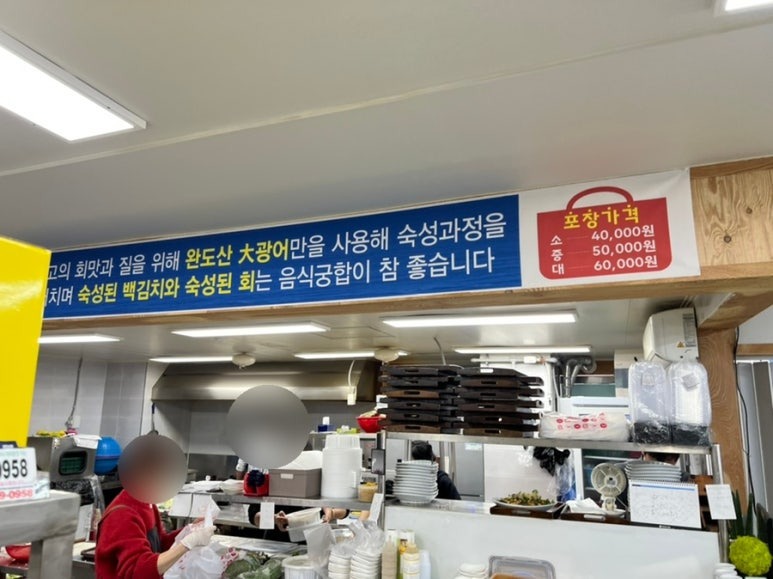 고의 회맛과 질을 위해 완도산 大광어만을 사용해 숙성과정을
거치며 숙성된 백김치와 숙성된 회는 음식궁합이 참 좋습니다
포장가격
소 40,000원
중 50,000원
대 60,000원
0958
9-0958